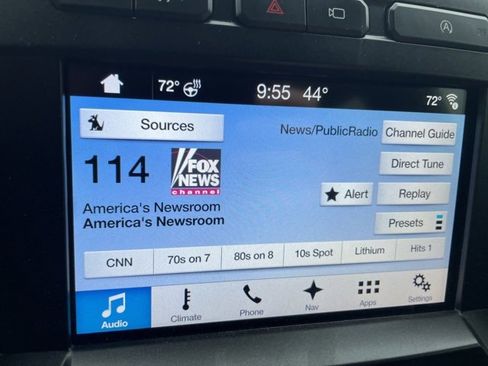 72° 9:55 44° 72°
Sources
News/PublicRadio
Channel Guide
114
FOX
NEWS
channel
Direct Tune
Alert
Replay
America's Newsroom
America's Newsroom
Presets
CNN
70s on 7
80s on 8
10s Spot
Lithium
Hits 1
Audio
Climate
Phone
Nav
Apps
Settings